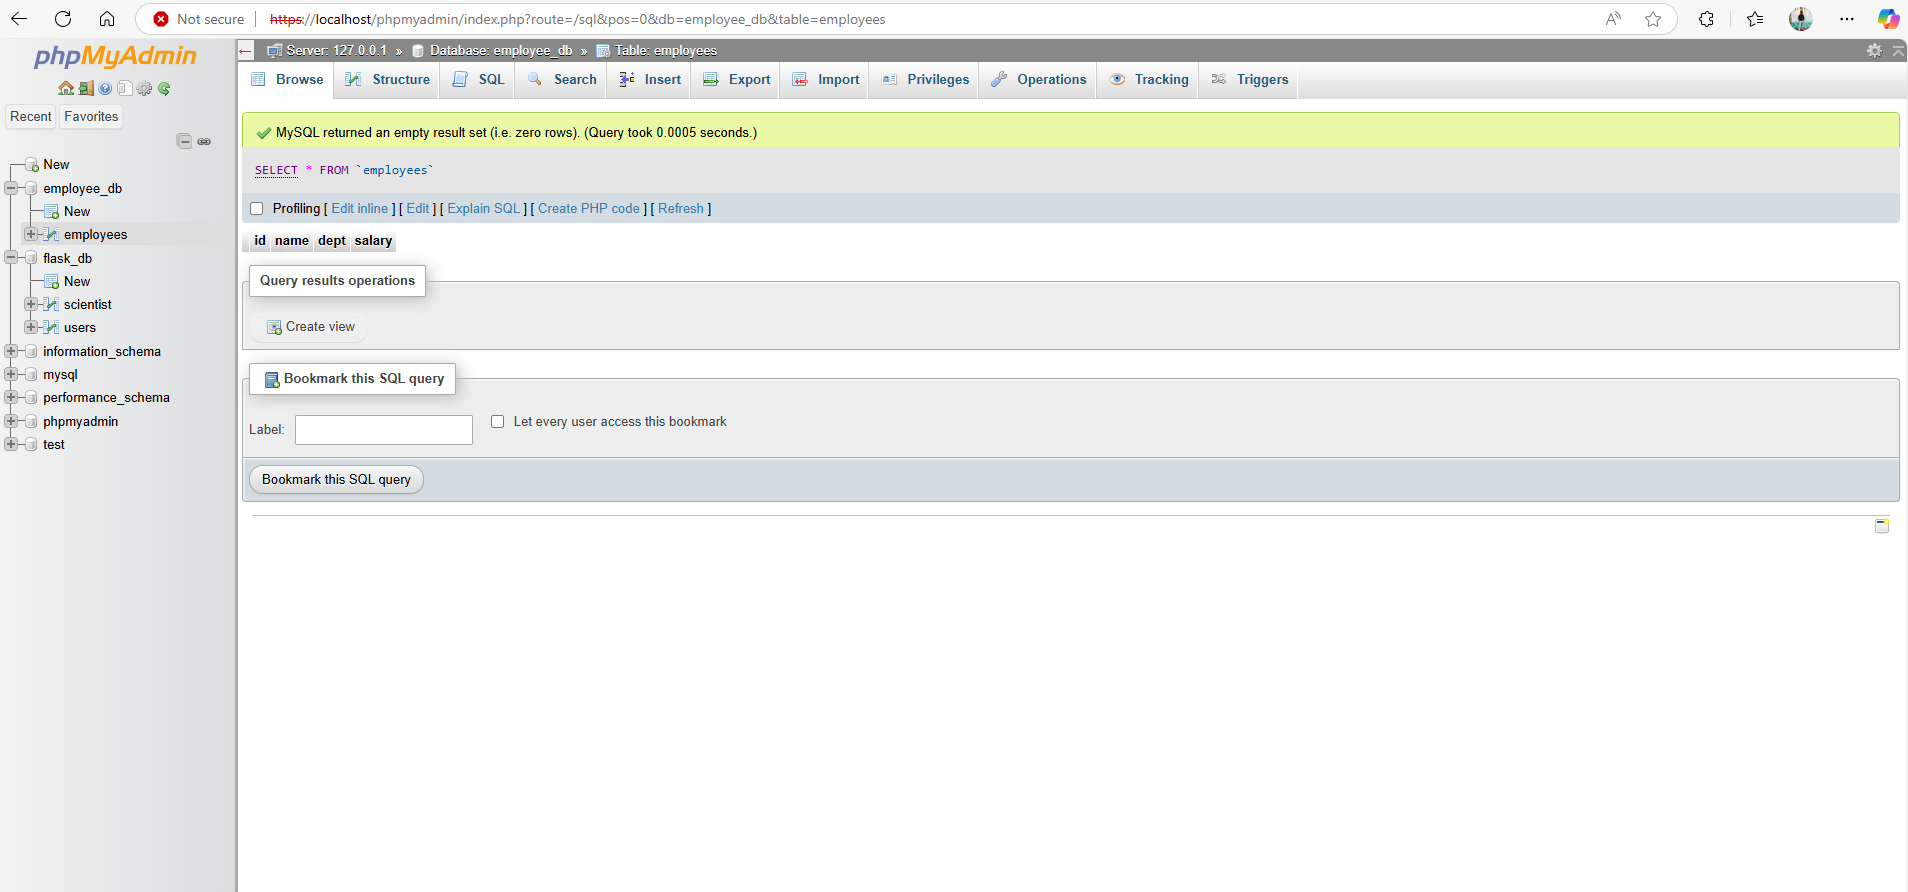 Not secure
https://localhost/phpmyadmin/index.php?route=/sql&pos=0&db=employee_db&table=employees
phpMyAdmin
Recent
Favorites
New
employee_db
New
employees
flask_db
New
scientist
users
information_schema
mysql
performance_schema
phpmyadmin
test
Server: 127.0.0.1 » Database: employee_db » Table: employees
Browse Structure SQL Search Insert Export Import Privileges Operations Tracking Triggers
MySQL returned an empty result set (i.e. zero rows). (Query took 0.0005 seconds.)
SELECT * FROM `employees`
Profiling [ Edit inline ] [ Edit ] [ Explain SQL ] [ Create PHP code ] [ Refresh ]
id name dept salary
Query results operations
Create view
Bookmark this SQL query
Label:
Let every user access this bookmark
Bookmark this SQL query